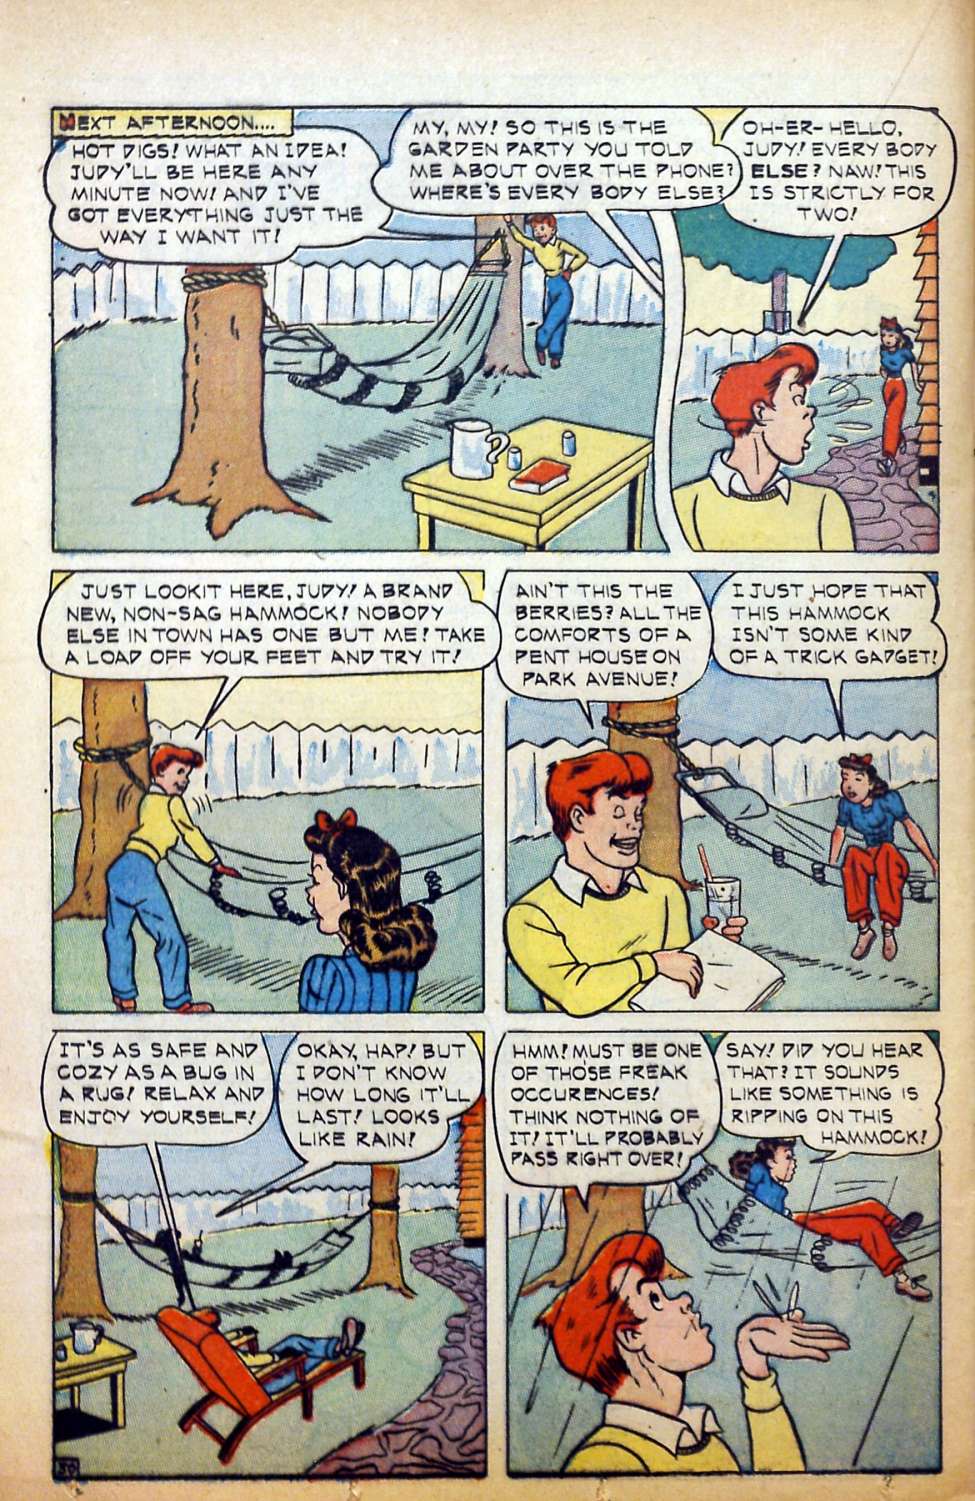 NEXT AFTERNOON....
HOT DIGS! WHAT AN IDEA!
JUDY'LL BE HERE ANY
MINUTE NOW! AND I'VE
GOT EVERYTHING JUST THE
WAY I WANT IT!
MY, MY! SO THIS IS THE
GARDEN PARTY YOU TOLD
ME ABOUT OVER THE PHONE?
WHERE'S EVERY BODY ELSE?
OH-ER-HELLO,
JUDY! EVERY BODY
ELSE? NAW! THIS
IS STRICTLY FOR
TWO!
JUST LOOKIT HERE, JUDY! A BRAND
NEW, NON-SAG HAMMOCK! NOBODY
ELSE IN TOWN HAS ONE BUT ME! TAKE
A LOAD OFF YOUR FEET AND TRY IT!
AIN'T THIS THE
BERRIES? ALL THE
COMFORTS OF A
PENT HOUSE ON
PARK AVENUE!
I JUST HOPE THAT
THIS HAMMOCK
ISN'T SOME KIND
OF A TRICK GADGET!
IT'S AS SAFE AND
COZY AS A BUG IN
A RUG! RELAX AND
ENJOY YOURSELF!
OKAY, HAP! BUT
I DON'T KNOW
HOW LONG IT'LL
LAST! LOOKS
LIKE RAIN!
HMM! MUST BE ONE
OF THOSE FREAK
OCCURENCES!
THINK NOTHING OF
IT! IT'LL PROBABLY
PASS RIGHT OVER!
SAY! DID YOU HEAR
THAT? IT SOUNDS
LIKE SOMETHING IS
RIPPING ON THIS
HAMMOCK!